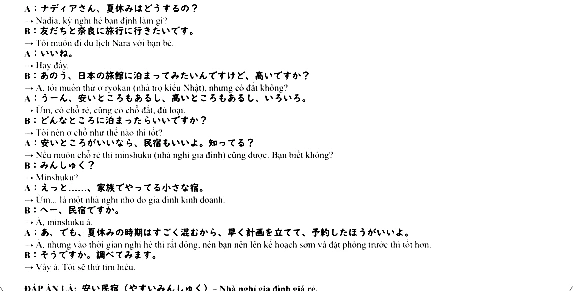 A：ナディアさん、夏休みはどうするの？
→ Nadia, kỳ nghỉ hè bạn định làm gì?
B：友だちと奈良に旅行に行きたいです。
→ Tôi muốn đi du lịch Nara với bạn bè.
A：いいね。
→ Hay đấy.
B：あのう、日本の旅館に泊まってみたいんですけど、高いですか？
→ À, tôi muốn thử ở ryokan (nhà trọ kiểu Nhật), nhưng có đắt không?
A：うーん、安いところもあるし、高いところもあるし、いろいろ。
→ Ừm, có chỗ rẻ, cũng có chỗ đắt, đủ loại.
B：どんなところに泊まったらいいですか？
→ Tôi nên ở chỗ như thế nào thì tốt?
A：安いところがいいなら、民宿もいいよ。知ってる？
→ Nếu muốn chỗ rẻ thì minshuku (nhà nghỉ gia đình) cũng được. Bạn biết không?
B：みんしゅく？
→ Minshuku?
A：えっと……、家族でやってる小さな宿。
→ Ừm... là một nhà nghỉ nhỏ do gia đình kinh doanh.
B：へー、民宿ですか。
→ À, minshuku à.
A：あ、でも、夏休みの時期はすごく混むから、早く計画を立てて、予約したほうがいいよ。
→ À, nhưng vào thời gian nghỉ hè thì rất đông, nên bạn nên lên kế hoạch sớm và đặt phòng trước thì tốt hơn.
B：そうですか。調べてみます。
→ Vậy à. Tôi sẽ thử tìm hiểu.
ĐÁP ÁN LÀ: 安い民宿（やすいみんしゅく）– Nhà nghỉ gia đình giá rẻ.